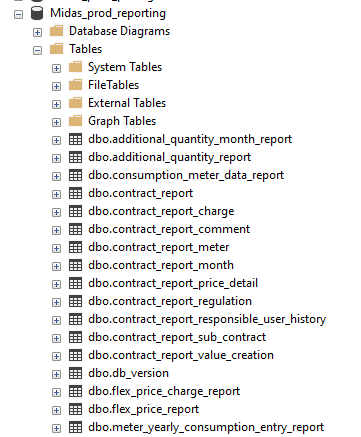 Midas_prod_reporting
Database Diagrams
Tables
System Tables
FileTables
External Tables
Graph Tables
dbo.additional_quantity_month_report
dbo.additional_quantity_report
dbo.consumption_meter_data_report
dbo.contract_report
dbo.contract_report_charge
dbo.contract_report_comment
dbo.contract_report_meter
dbo.contract_report_month
dbo.contract_report_price_detail
dbo.contract_report_regulation
dbo.contract_report_responsible_user_history
dbo.contract_report_sub_contract
dbo.contract_report_value_creation
dbo.db_version
dbo.flex_price_charge_report
dbo.flex_price_report
dbo.meter_yearly_consumption_entry_report